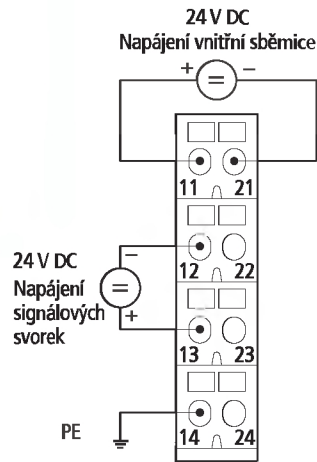 24 V DC
Napájení vnitřní sběrnice
+ = −
11 21
24 V DC
Napájení
signálových
svorek
−
=
+
12 22
13 23
PE
14 24